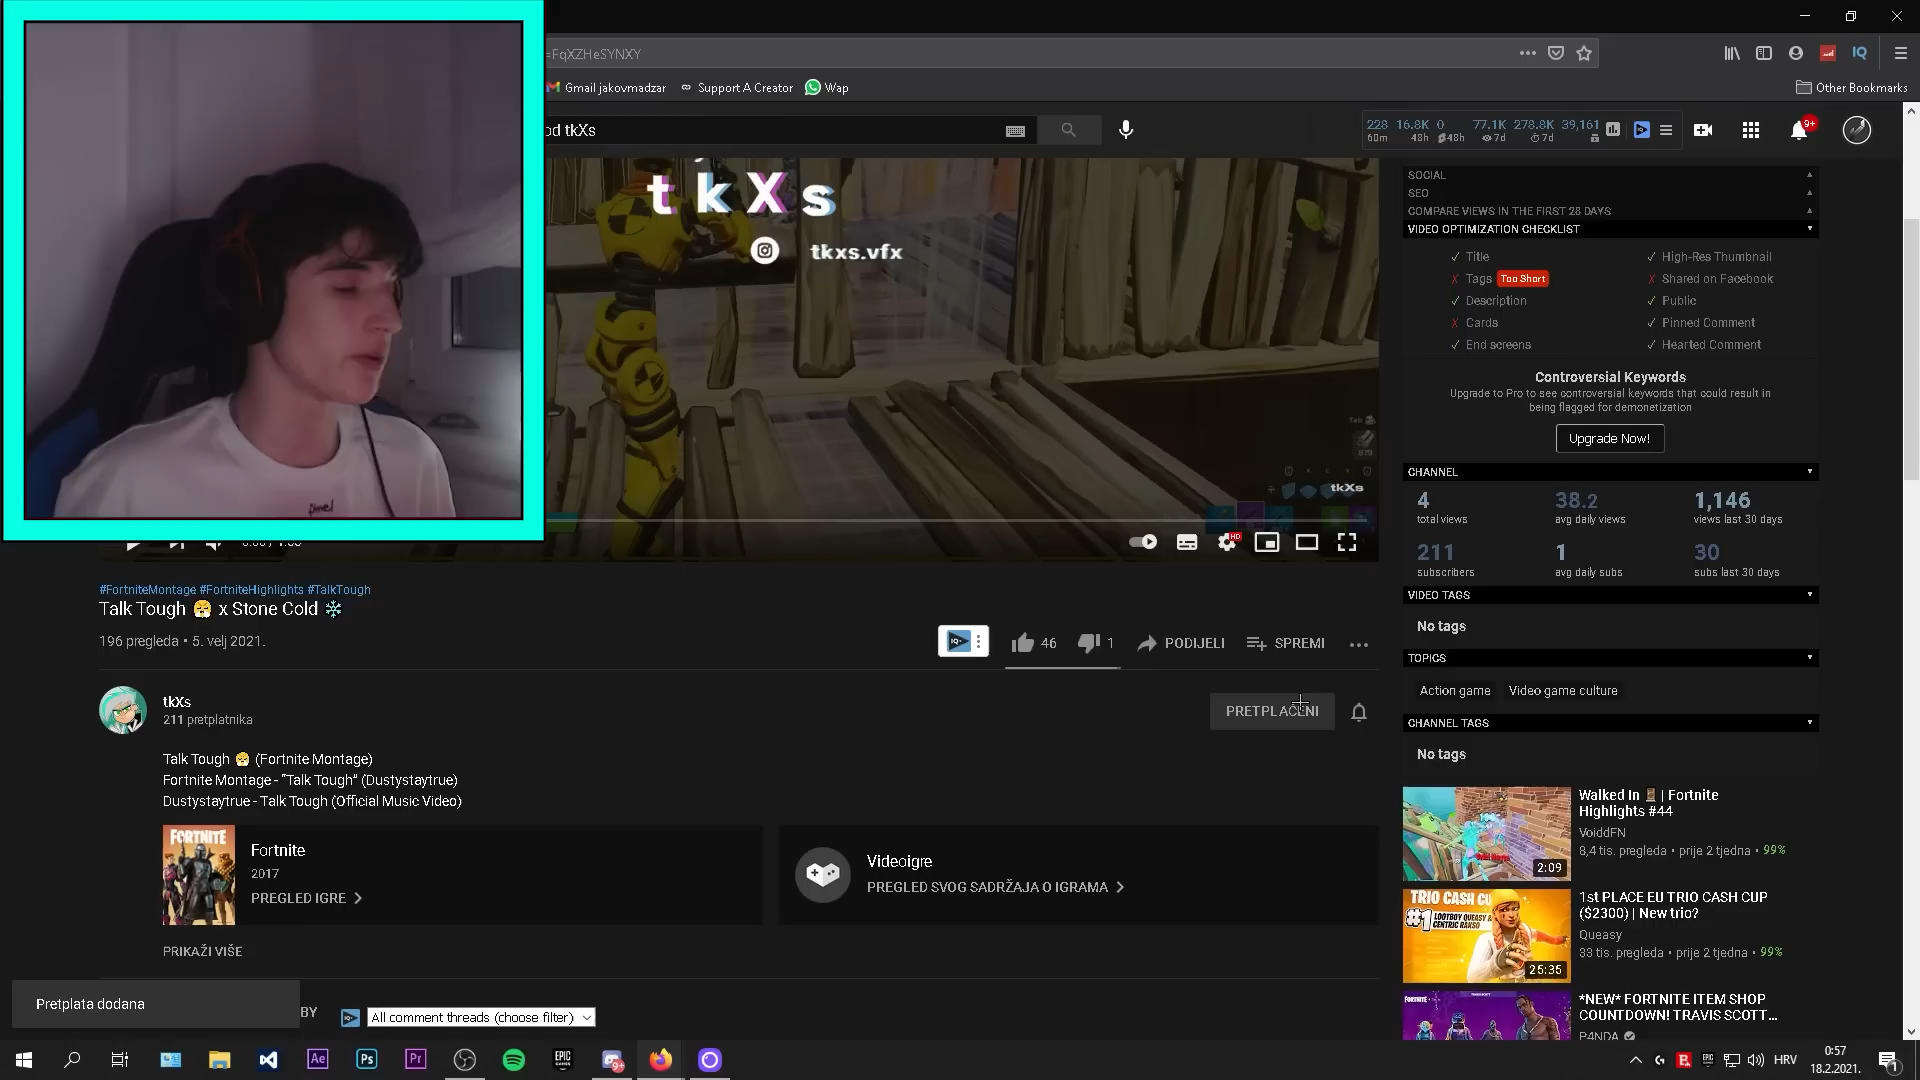 =FqXZHeSYNXY
Gmail jakovmadzar
Support A Creator
Wap
Other Bookmarks
od tkXs
228 16.8K 0 77.1K 278.8K 39,161
60m 48h 48h 7d 7d
9+
tkXs
tkxs.vfx
tkXs
HD
SOCIAL
SEO
COMPARE VIEWS IN THE FIRST 28 DAYS
VIDEO OPTIMIZATION CHECKLIST
Title
High-Res Thumbnail
Tags Too Short
Shared on Facebook
Description
Public
Cards
Pinned Comment
End screens
Hearted Comment
Controversial Keywords
Upgrade to Pro to see controversial keywords that could result in
being flagged for demonetization
Upgrade Now!
CHANNEL
4 38.2 1,146
total views avg daily views views last 30 days
211 1 30
subscribers avg daily subs subs last 30 days
VIDEO TAGS
No tags
TOPICS
Action game Video game culture
CHANNEL TAGS
No tags
#FortniteMontage #FortniteHighlights #TalkTough
Talk Tough 😤 x Stone Cold ❄
196 pregleda • 5. velj 2021.
46
1
PODIJELI
SPREMI
tkXs
211 pretplatnika
PRETPLAĆENI
Talk Tough 😤 (Fortnite Montage)
Fortnite Montage - "Talk Tough" (Dustystaytrue)
Dustystaytrue - Talk Tough (Official Music Video)
FORTNITE
Fortnite
2017
PREGLED IGRE
Videoigre
PREGLED SVOG SADRŽAJA O IGRAMA
PRIKAŽI VIŠE
Pretplata dodana
BY
All comment threads (choose filter)
Walked In 🚪 | Fortnite
Highlights #44
VoiddFN
8,4 tis. pregleda • prije 2 tjedna • 99%
2:09
TRIO CASH CU
#1
1st PLACE EU TRIO CASH CUP
($2300) | New trio?
Queasy
33 tis. pregleda • prije 2 tjedna • 99%
25:35
*NEW* FORTNITE ITEM SHOP
COUNTDOWN! TRAVIS SCOTT...
P4NDA
HRV
0:57
18.2.2021.